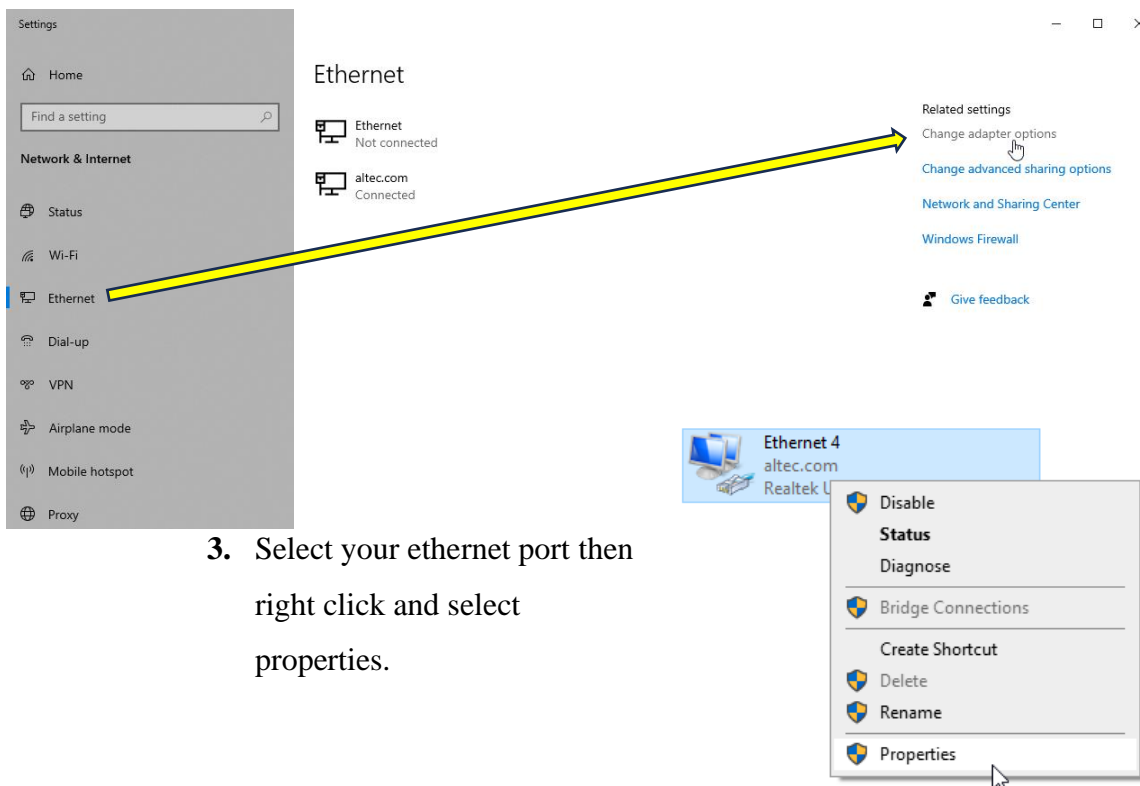 Settings
Home
Find a setting
Network & Internet
Status
Wi-Fi
Ethernet
Dial-up
VPN
Airplane mode
Mobile hotspot
Proxy
Ethernet
Ethernet
Not connected
altec.com
Connected
Related settings
Change adapter options
Change advanced sharing options
Network and Sharing Center
Windows Firewall
Give feedback
3. Select your ethernet port then
right click and select
properties.
Ethernet 4
altec.com
Realtek U
Disable
Status
Diagnose
Bridge Connections
Create Shortcut
Delete
Rename
Properties